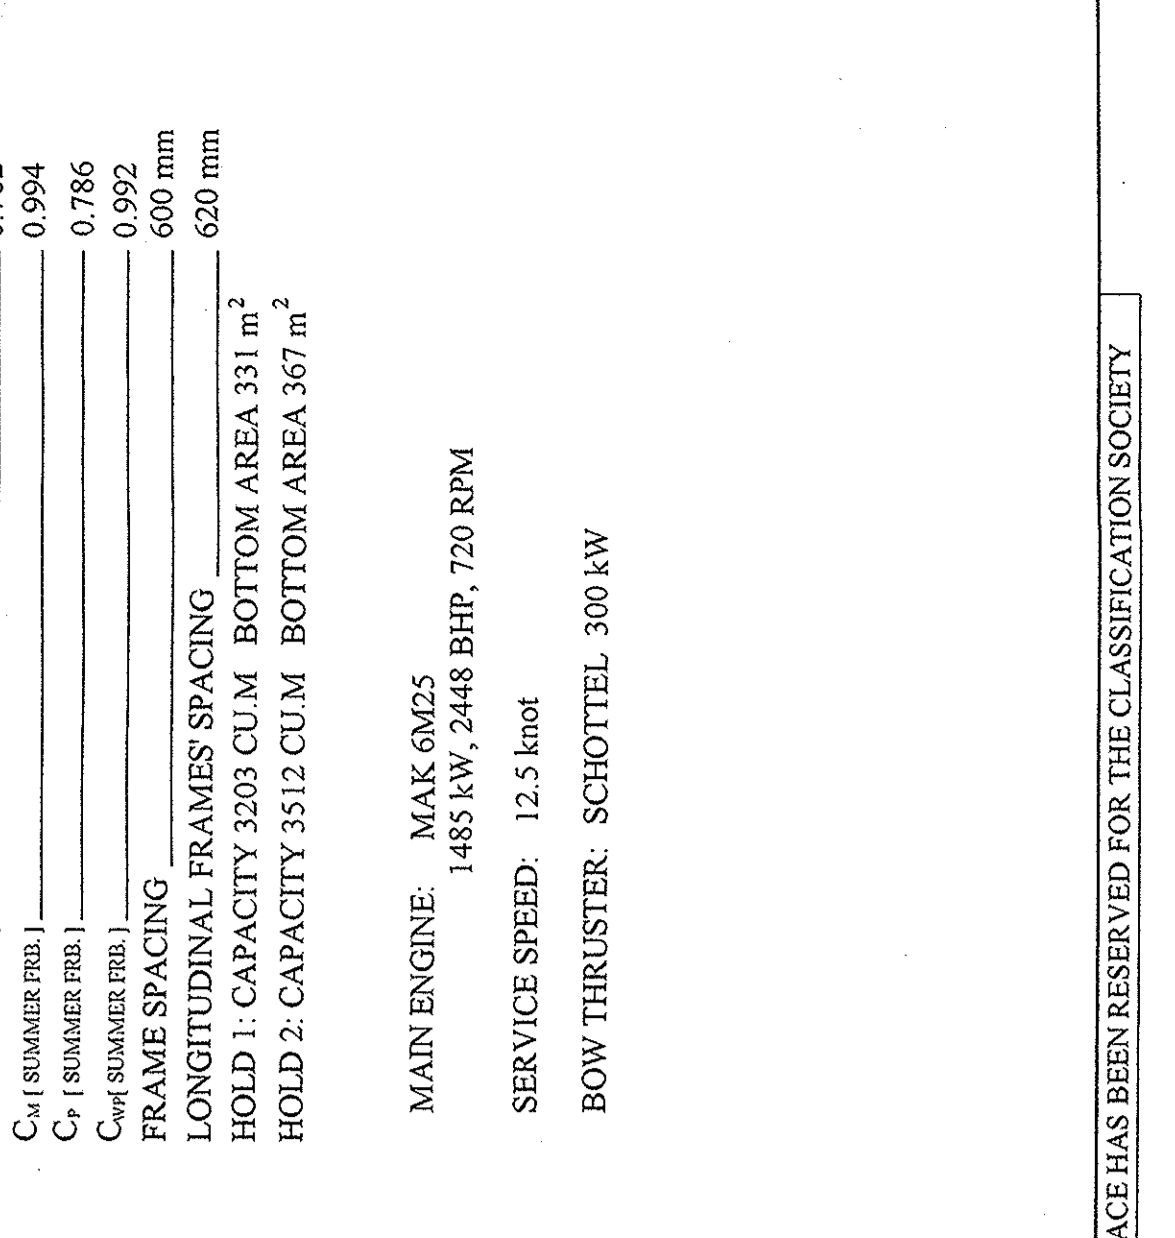 C_M [ SUMMER FRB. ] 0.994
C_P [ SUMMER FRB. ] 0.786
C_WP [ SUMMER FRB. ] 0.992
FRAME SPACING 600 mm
LONGITUDINAL FRAMES' SPACING 620 mm
HOLD 1: CAPACITY 3203 CU.M BOTTOM AREA 331 m²
HOLD 2: CAPACITY 3512 CU.M BOTTOM AREA 367 m²
MAIN ENGINE: MAK 6M25
1485 kW, 2448 BHP, 720 RPM
SERVICE SPEED: 12.5 knot
BOW THRUSTER: SCHOTTEL 300 kW
ACE HAS BEEN RESERVED FOR THE CLASSIFICATION SOCIETY